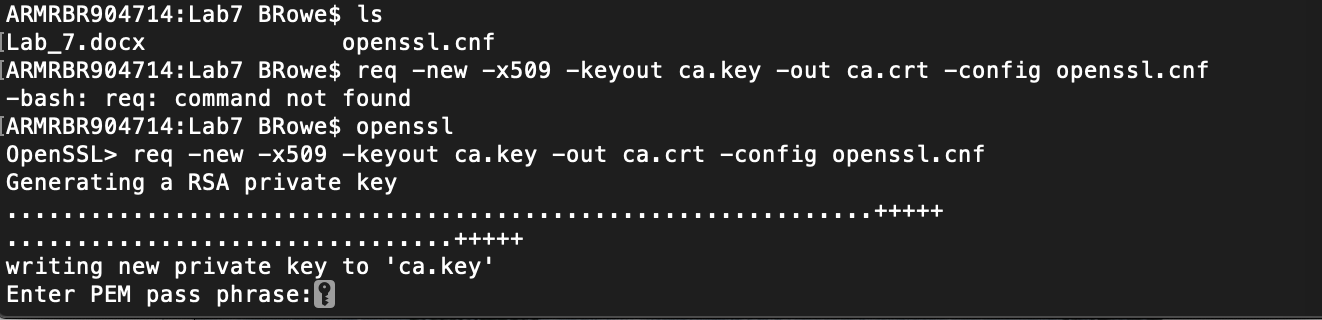 ARMRBR904714:Lab7 BRowe$ ls
Lab_7.docx              openssl.cnf
ARMRBR904714:Lab7 BRowe$ req -new -x509 -keyout ca.key -out ca.crt -config openssl.cnf
-bash: req: command not found
ARMRBR904714:Lab7 BRowe$ openssl
OpenSSL> req -new -x509 -keyout ca.key -out ca.crt -config openssl.cnf
Generating a RSA private key
..............................................................+++++
................................+++++
writing new private key to 'ca.key'
Enter PEM pass phrase: